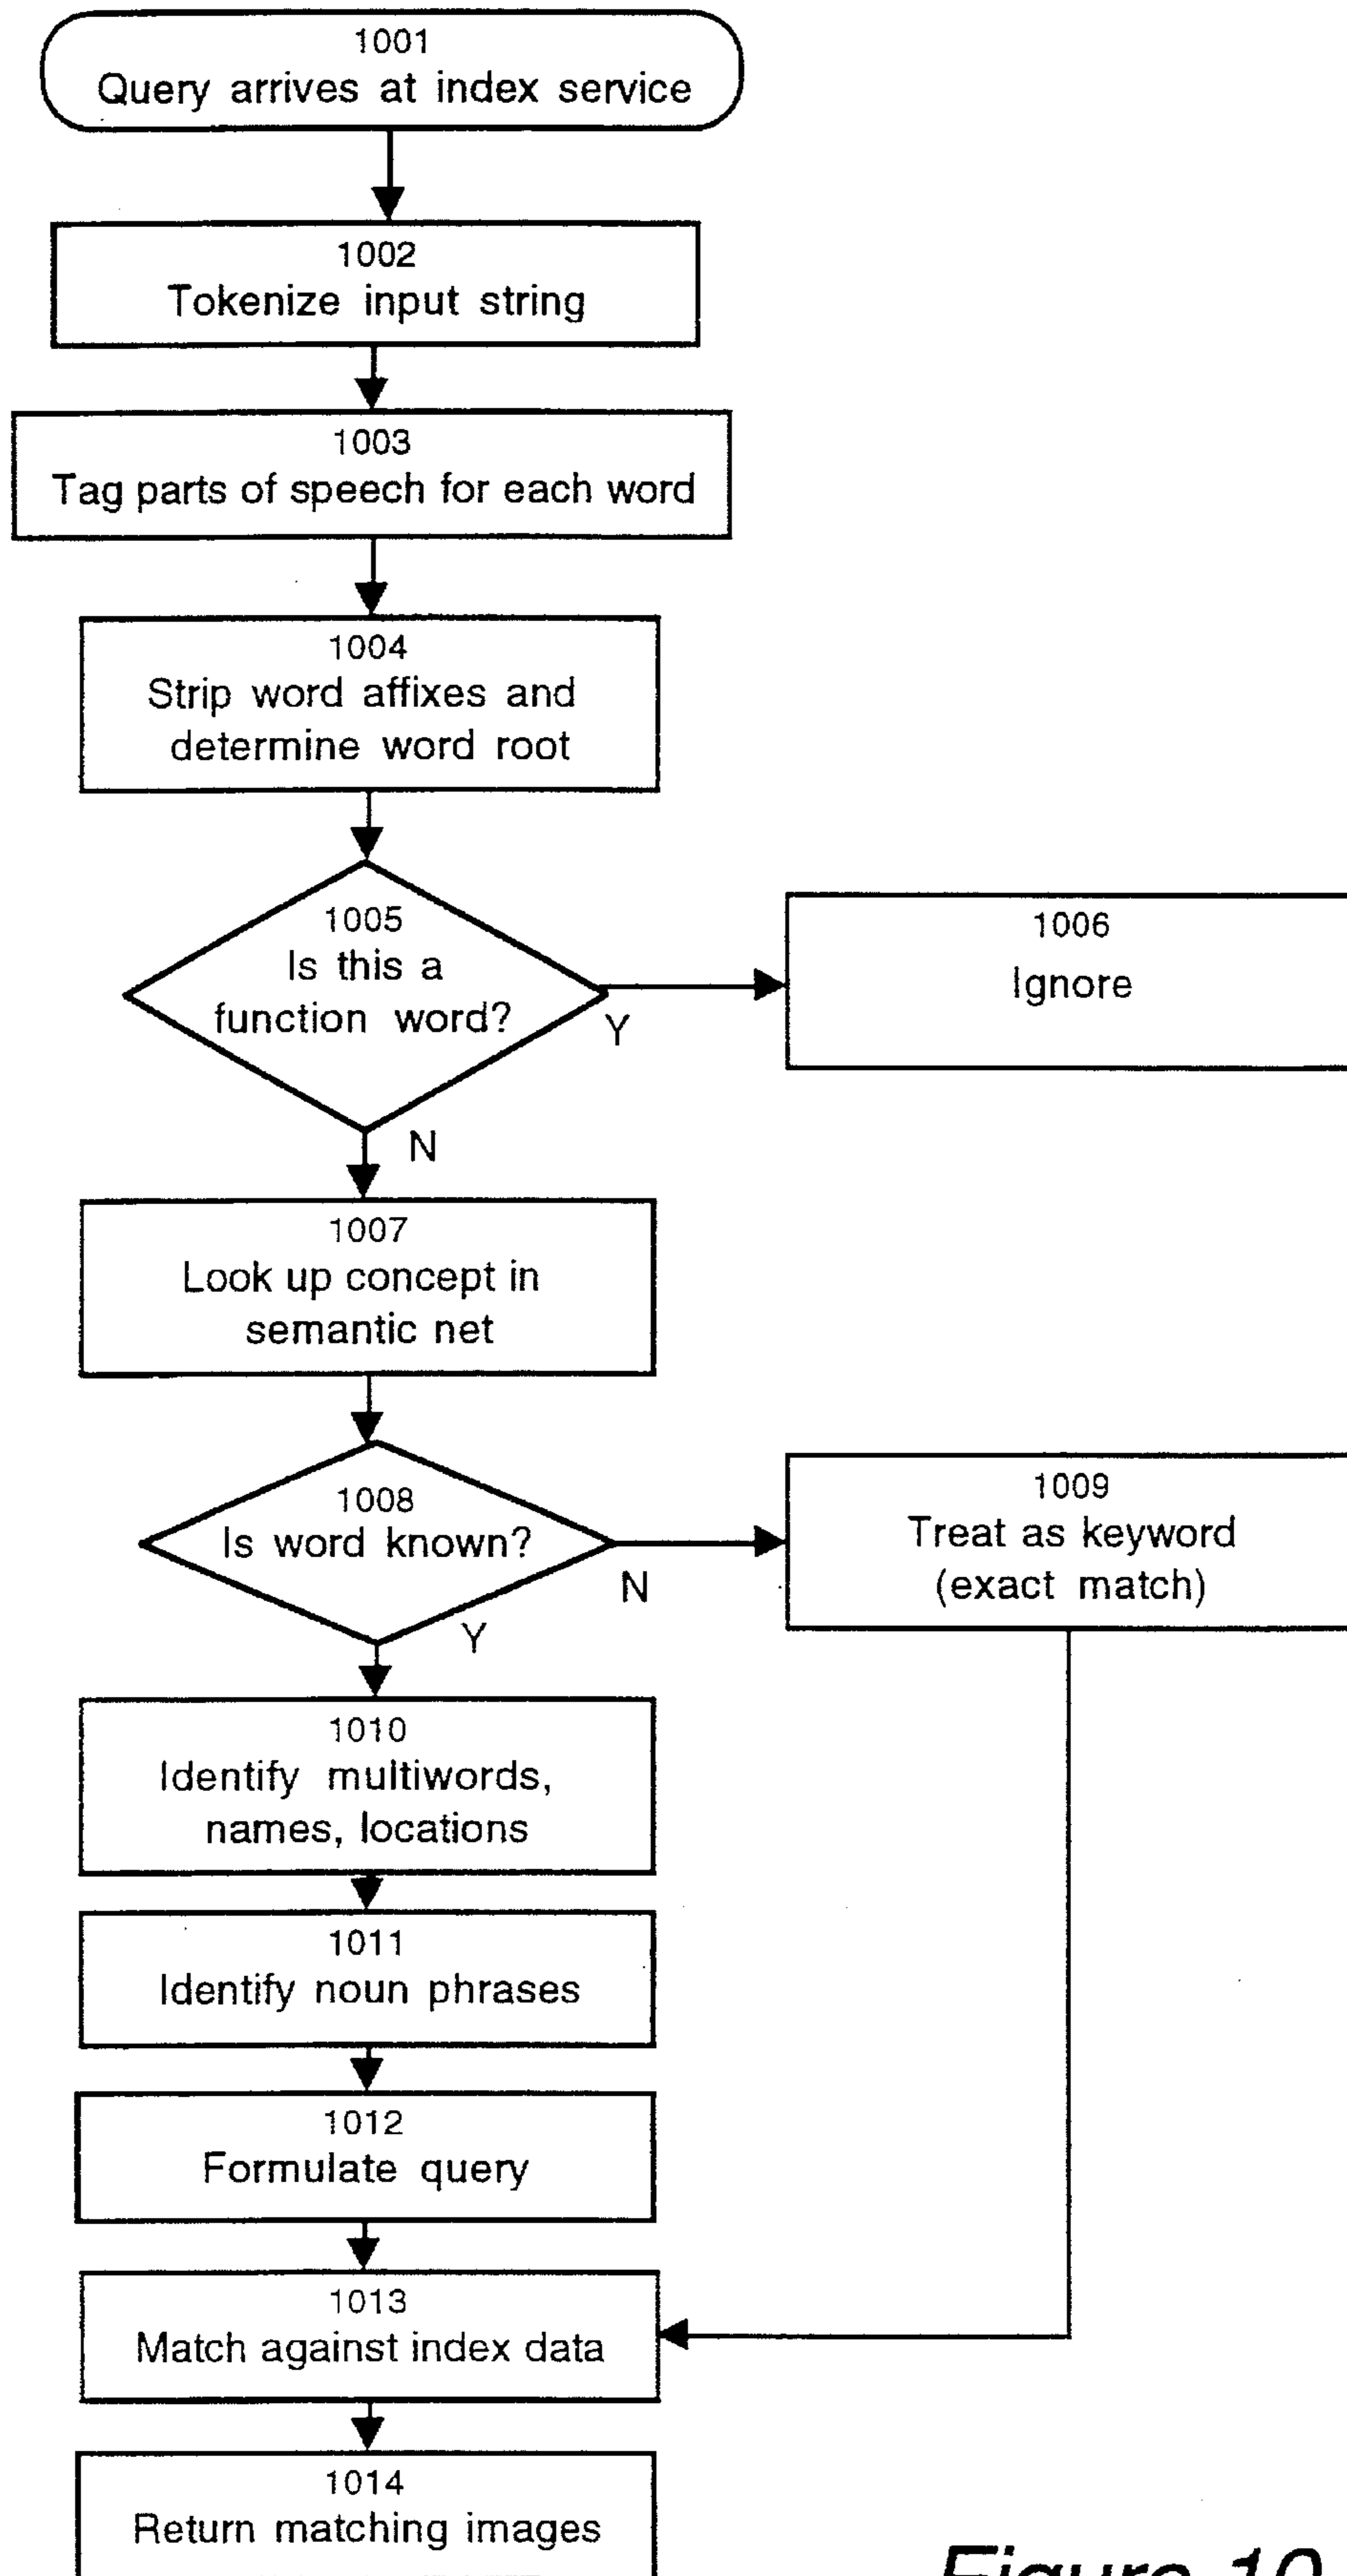 1001
Query arrives at index service
1002
Tokenize input string
1003
Tag parts of speech for each word
1004
Strip word affixes and
determine word root
1005
Is this a
function word?
Y
1006
Ignore
N
1007
Look up concept in
semantic net
1008
Is word known?
N
Y
1009
Treat as keyword
(exact match)
1010
Identify multiwords,
names, locations
1011
Identify noun phrases
1012
Formulate query
1013
Match against index data
1014
Return matching images
Figure 10